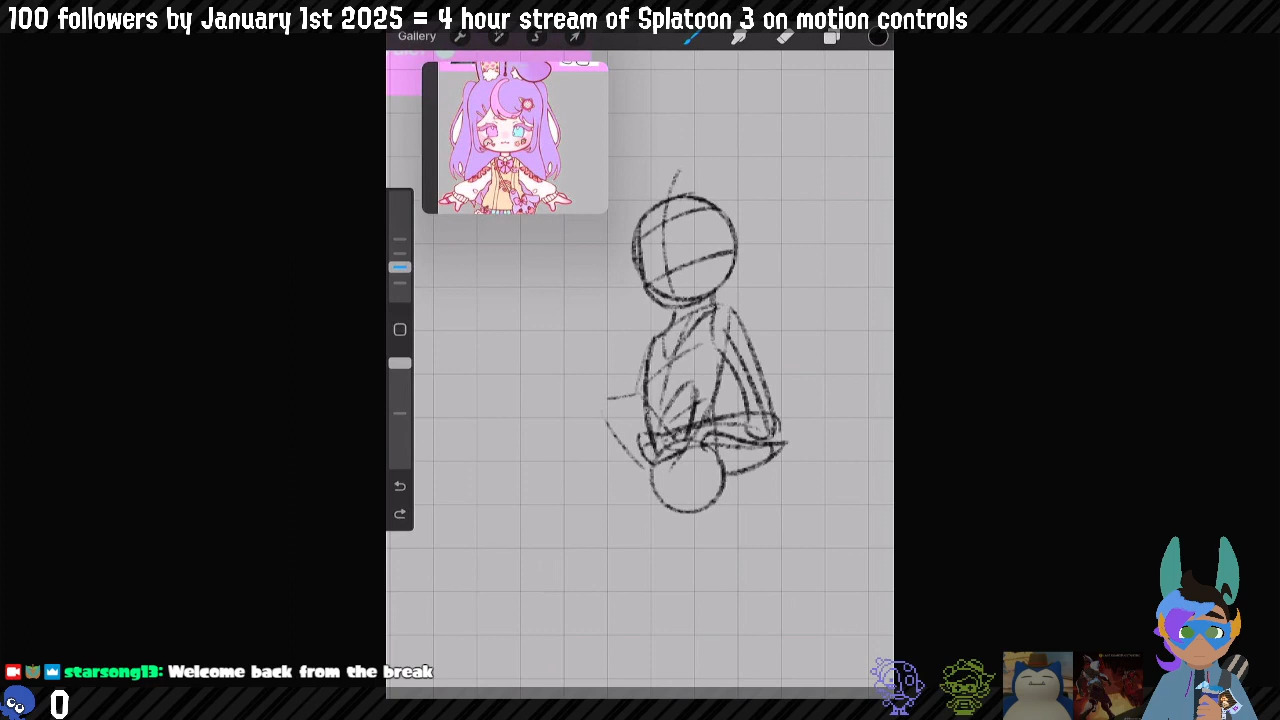 100 followers by January 1st 2025 = 4 hour stream of Splatoon 3 on motion controls
Gallery
starsong13: Welcome back from the break
0